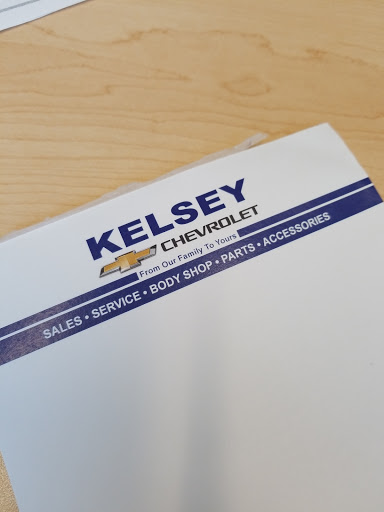 KELSEY
CHEVROLET
From Our Family To Yours
SALES • SERVICE • BODY SHOP • PARTS • ACCESSORIES